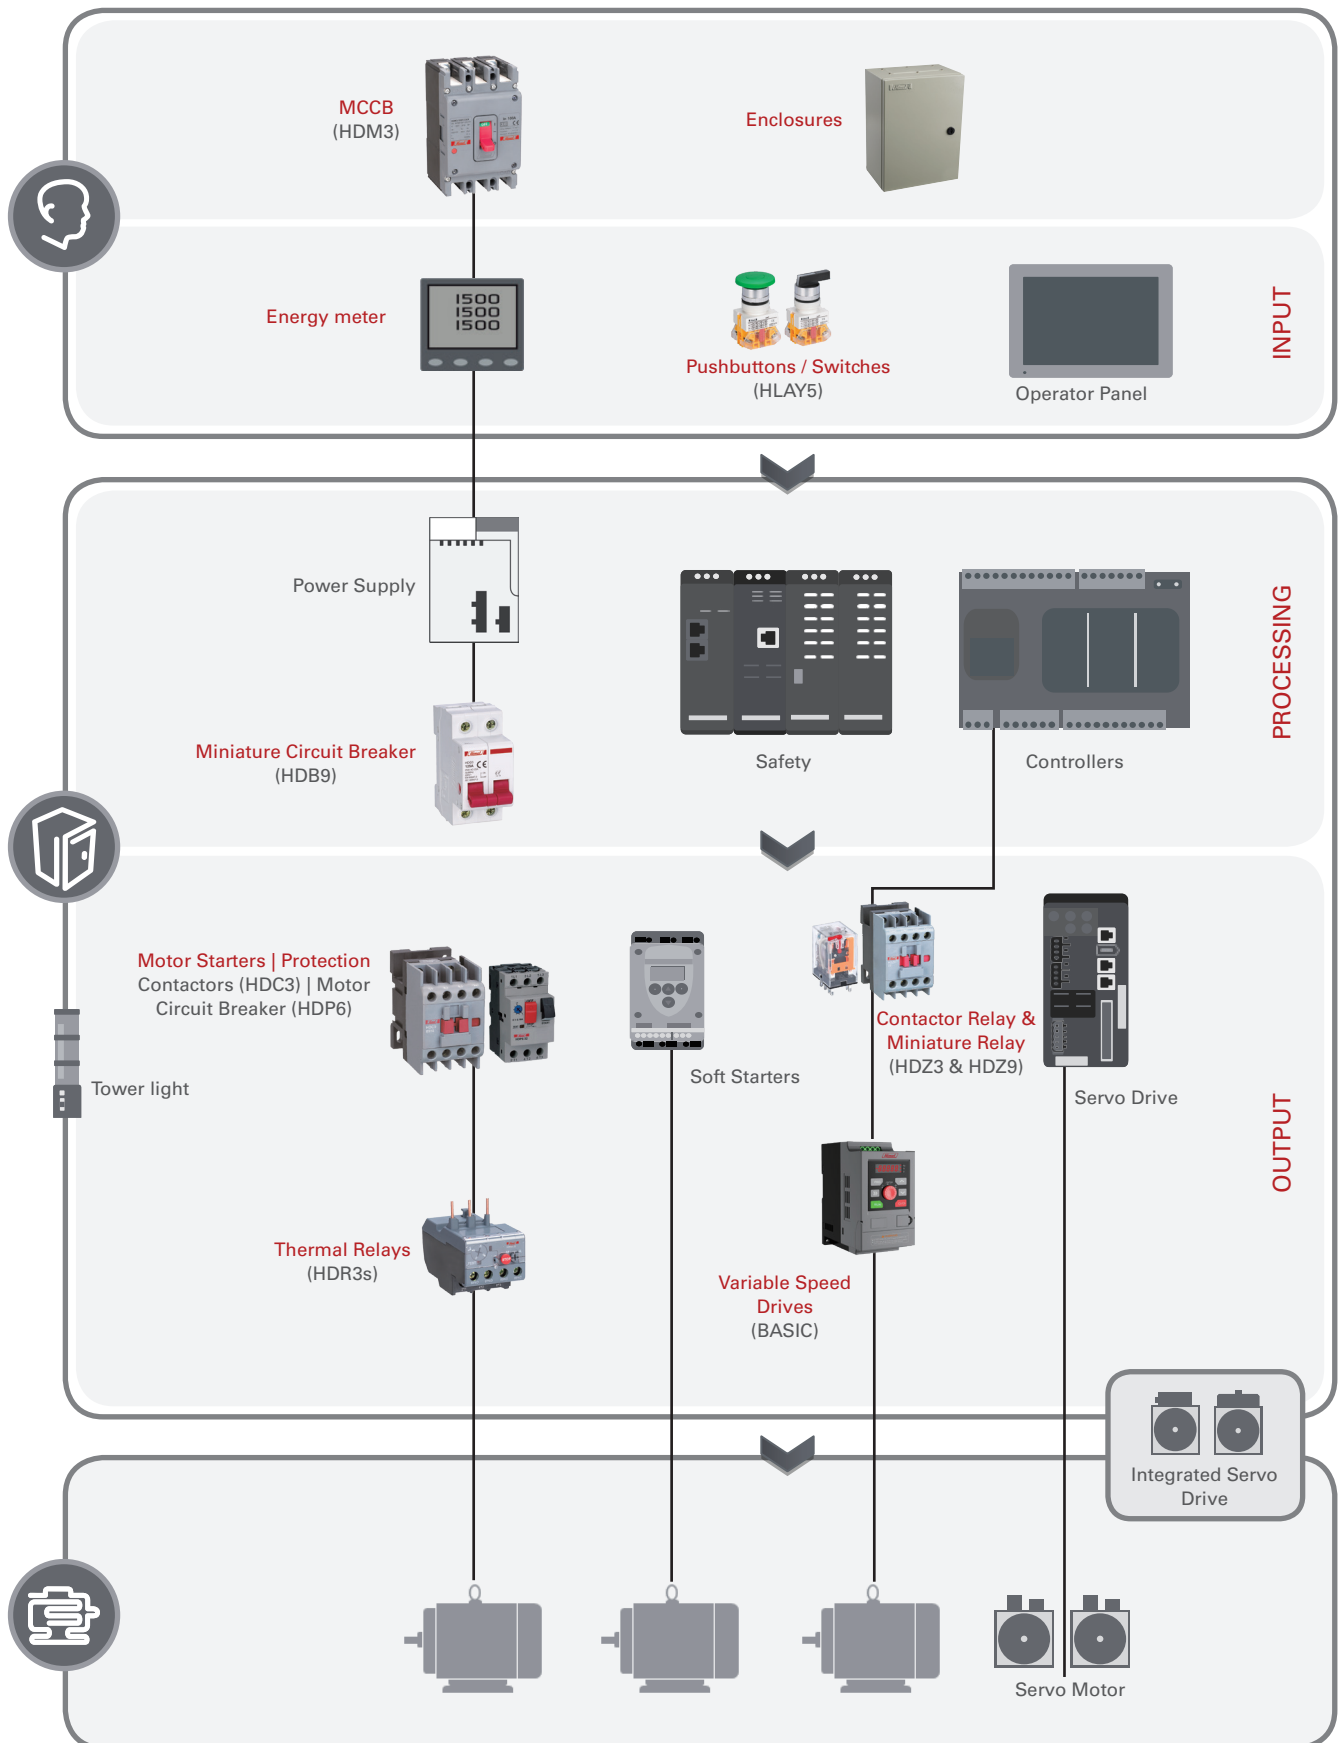 MCCB
(HDM3)
Enclosures
Energy meter
1500
1500
1500
Pushbuttons / Switches
(HLAY5)
Operator Panel
INPUT
Power Supply
Miniature Circuit Breaker
(HDB9)
Safety
Controllers
PROCESSING
Motor Starters | Protection
Contactors (HDC3) | Motor
Circuit Breaker (HDP6)
Tower light
Soft Starters
Contactor Relay &
Miniature Relay
(HDZ3 & HDZ9)
Servo Drive
OUTPUT
Thermal Relays
(HDR3s)
Variable Speed
Drives
(BASIC)
Integrated Servo
Drive
Servo Motor